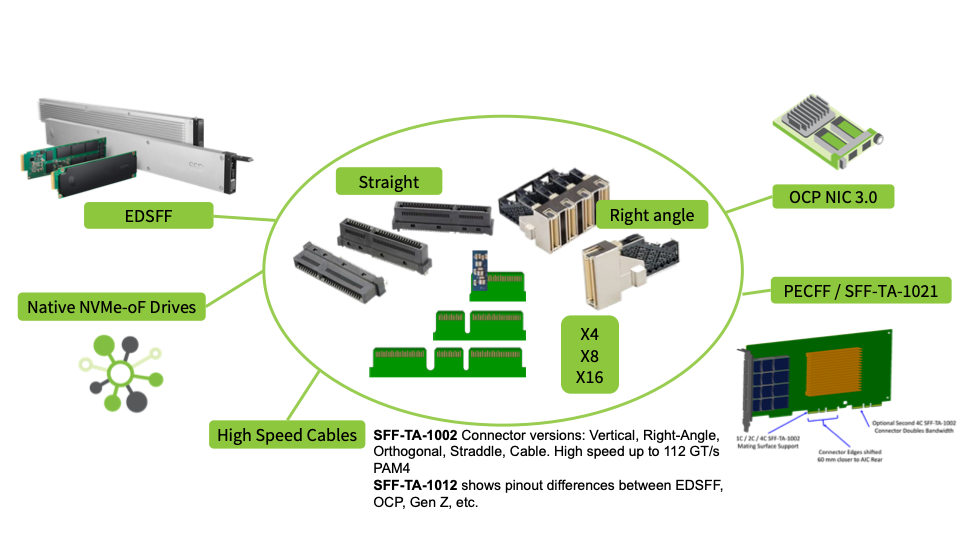 Straight
Right angle
EDSFF
OCP NIC 3.0
Native NVMe-oF Drives
PECFF / SFF-TA-1021
X4
X8
X16
High Speed Cables
SFF-TA-1002 Connector versions: Vertical, Right-Angle,
Orthogonal, Straddle, Cable. High speed up to 112 GT/s
PAM4
SFF-TA-1012 shows pinout differences between EDSFF,
OCP, Gen Z, etc.
Optional Second 4C SFF-TA-1002
Connector Doubles Bandwidth
1C / 2C / 4C SFF-TA-1002
Mating Surface Support
Connector Edges shifted
60 mm closer to AIC Rear